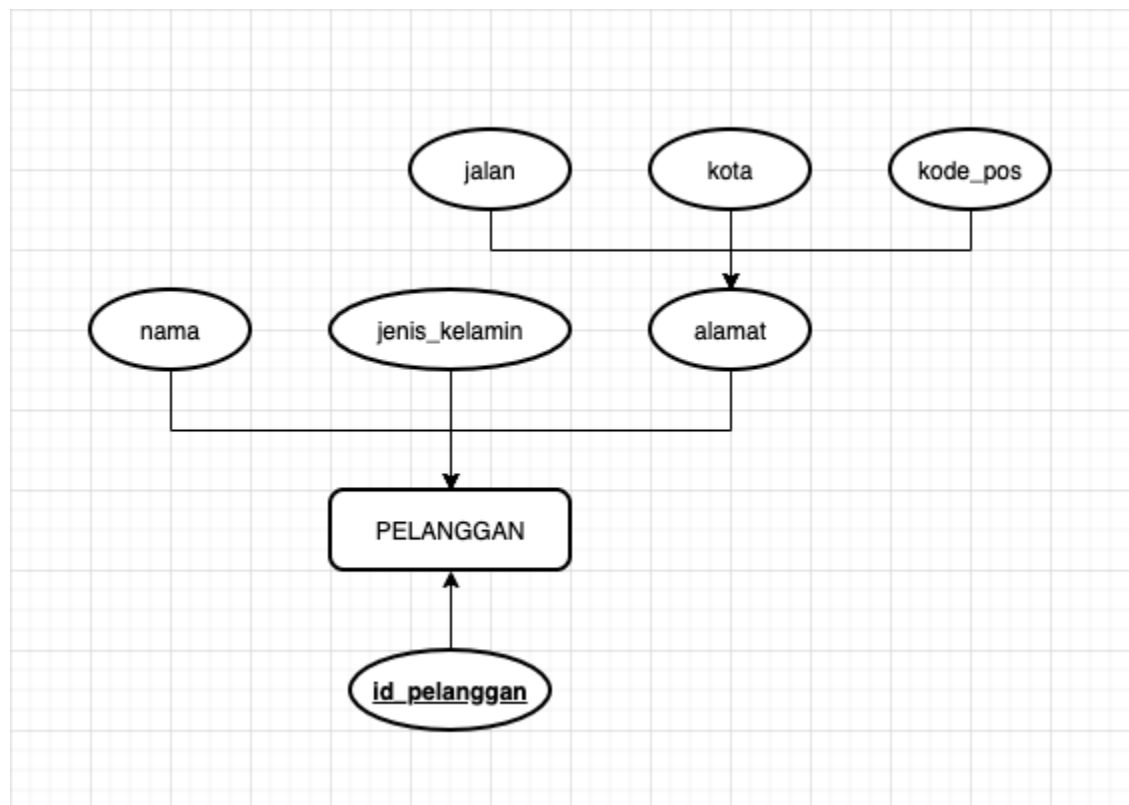 jalan
kota
kode_pos
nama
jenis_kelamin
alamat
PELANGGAN
id_pelanggan